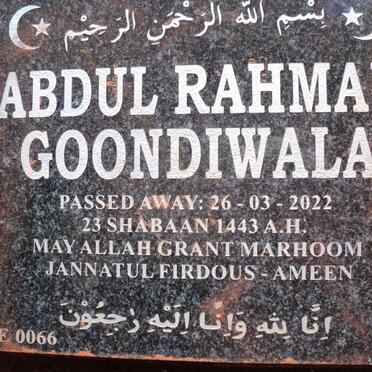 بِسْمِ اللهِ الرَّحْمٰنِ الرَّحِيْمِ
ABDUL RAHMA
GOONDIWALA
PASSED AWAY: 26 - 03 - 2022
23 SHABAAN 1443 A.H.
MAY ALLAH GRANT MARHOOM
JANNATUL FIRDOUS - AMEEN
اِنَّا لِلّٰهِ وَاِنَّا اِلَيْهِ رٰجِعُوْنَ
E 0066